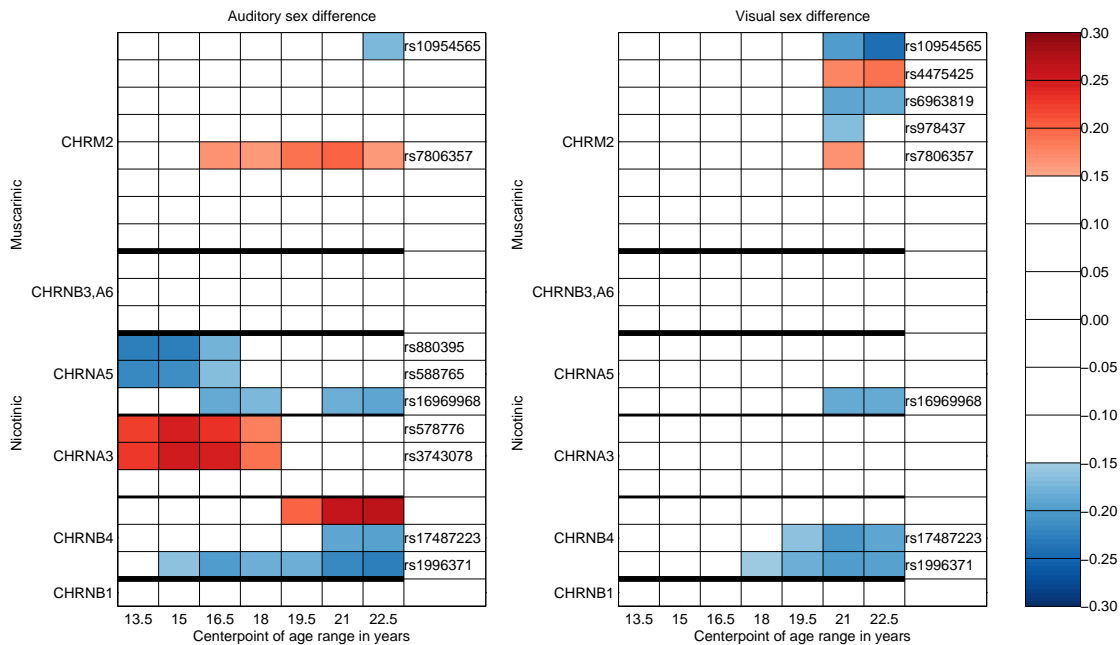 Auditory sex difference
rs10954565
CHRM2
rs7806357
Muscarinic
CHRNB3,A6
rs880395
CHRNA5
rs588765
rs16969968
Nicotinic
rs578776
CHRNA3
rs3743078
CHRNB4
rs17487223
rs1996371
CHRNB1
13.5 15 16.5 18 19.5 21 22.5
Centerpoint of age range in years
Visual sex difference
rs10954565
rs4475425
rs6963819
rs978437
CHRM2
rs7806357
Muscarinic
CHRNB3,A6
CHRNA5
rs16969968
Nicotinic
CHRNA3
CHRNB4
rs17487223
rs1996371
CHRNB1
13.5 15 16.5 18 19.5 21 22.5
Centerpoint of age range in years
0.30
0.25
0.20
0.15
0.10
0.05
0.00
−0.05
−0.10
−0.15
−0.20
−0.25
−0.30